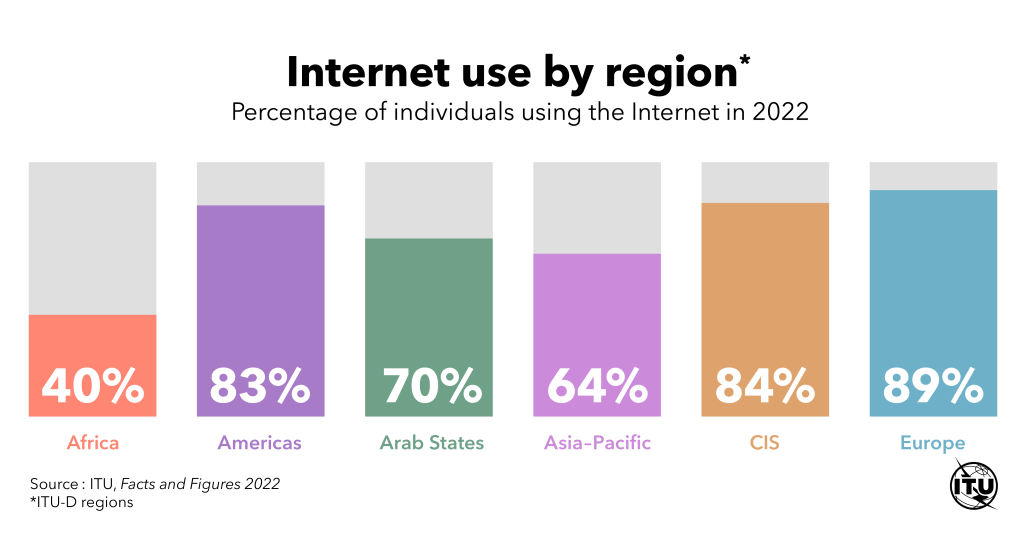 Internet use by region*
Percentage of individuals using the Internet in 2022
40% 83% 70% 64% 84% 89%
Africa Americas Arab States Asia–Pacific CIS Europe
Source : ITU, Facts and Figures 2022
*ITU-D regions
ITU